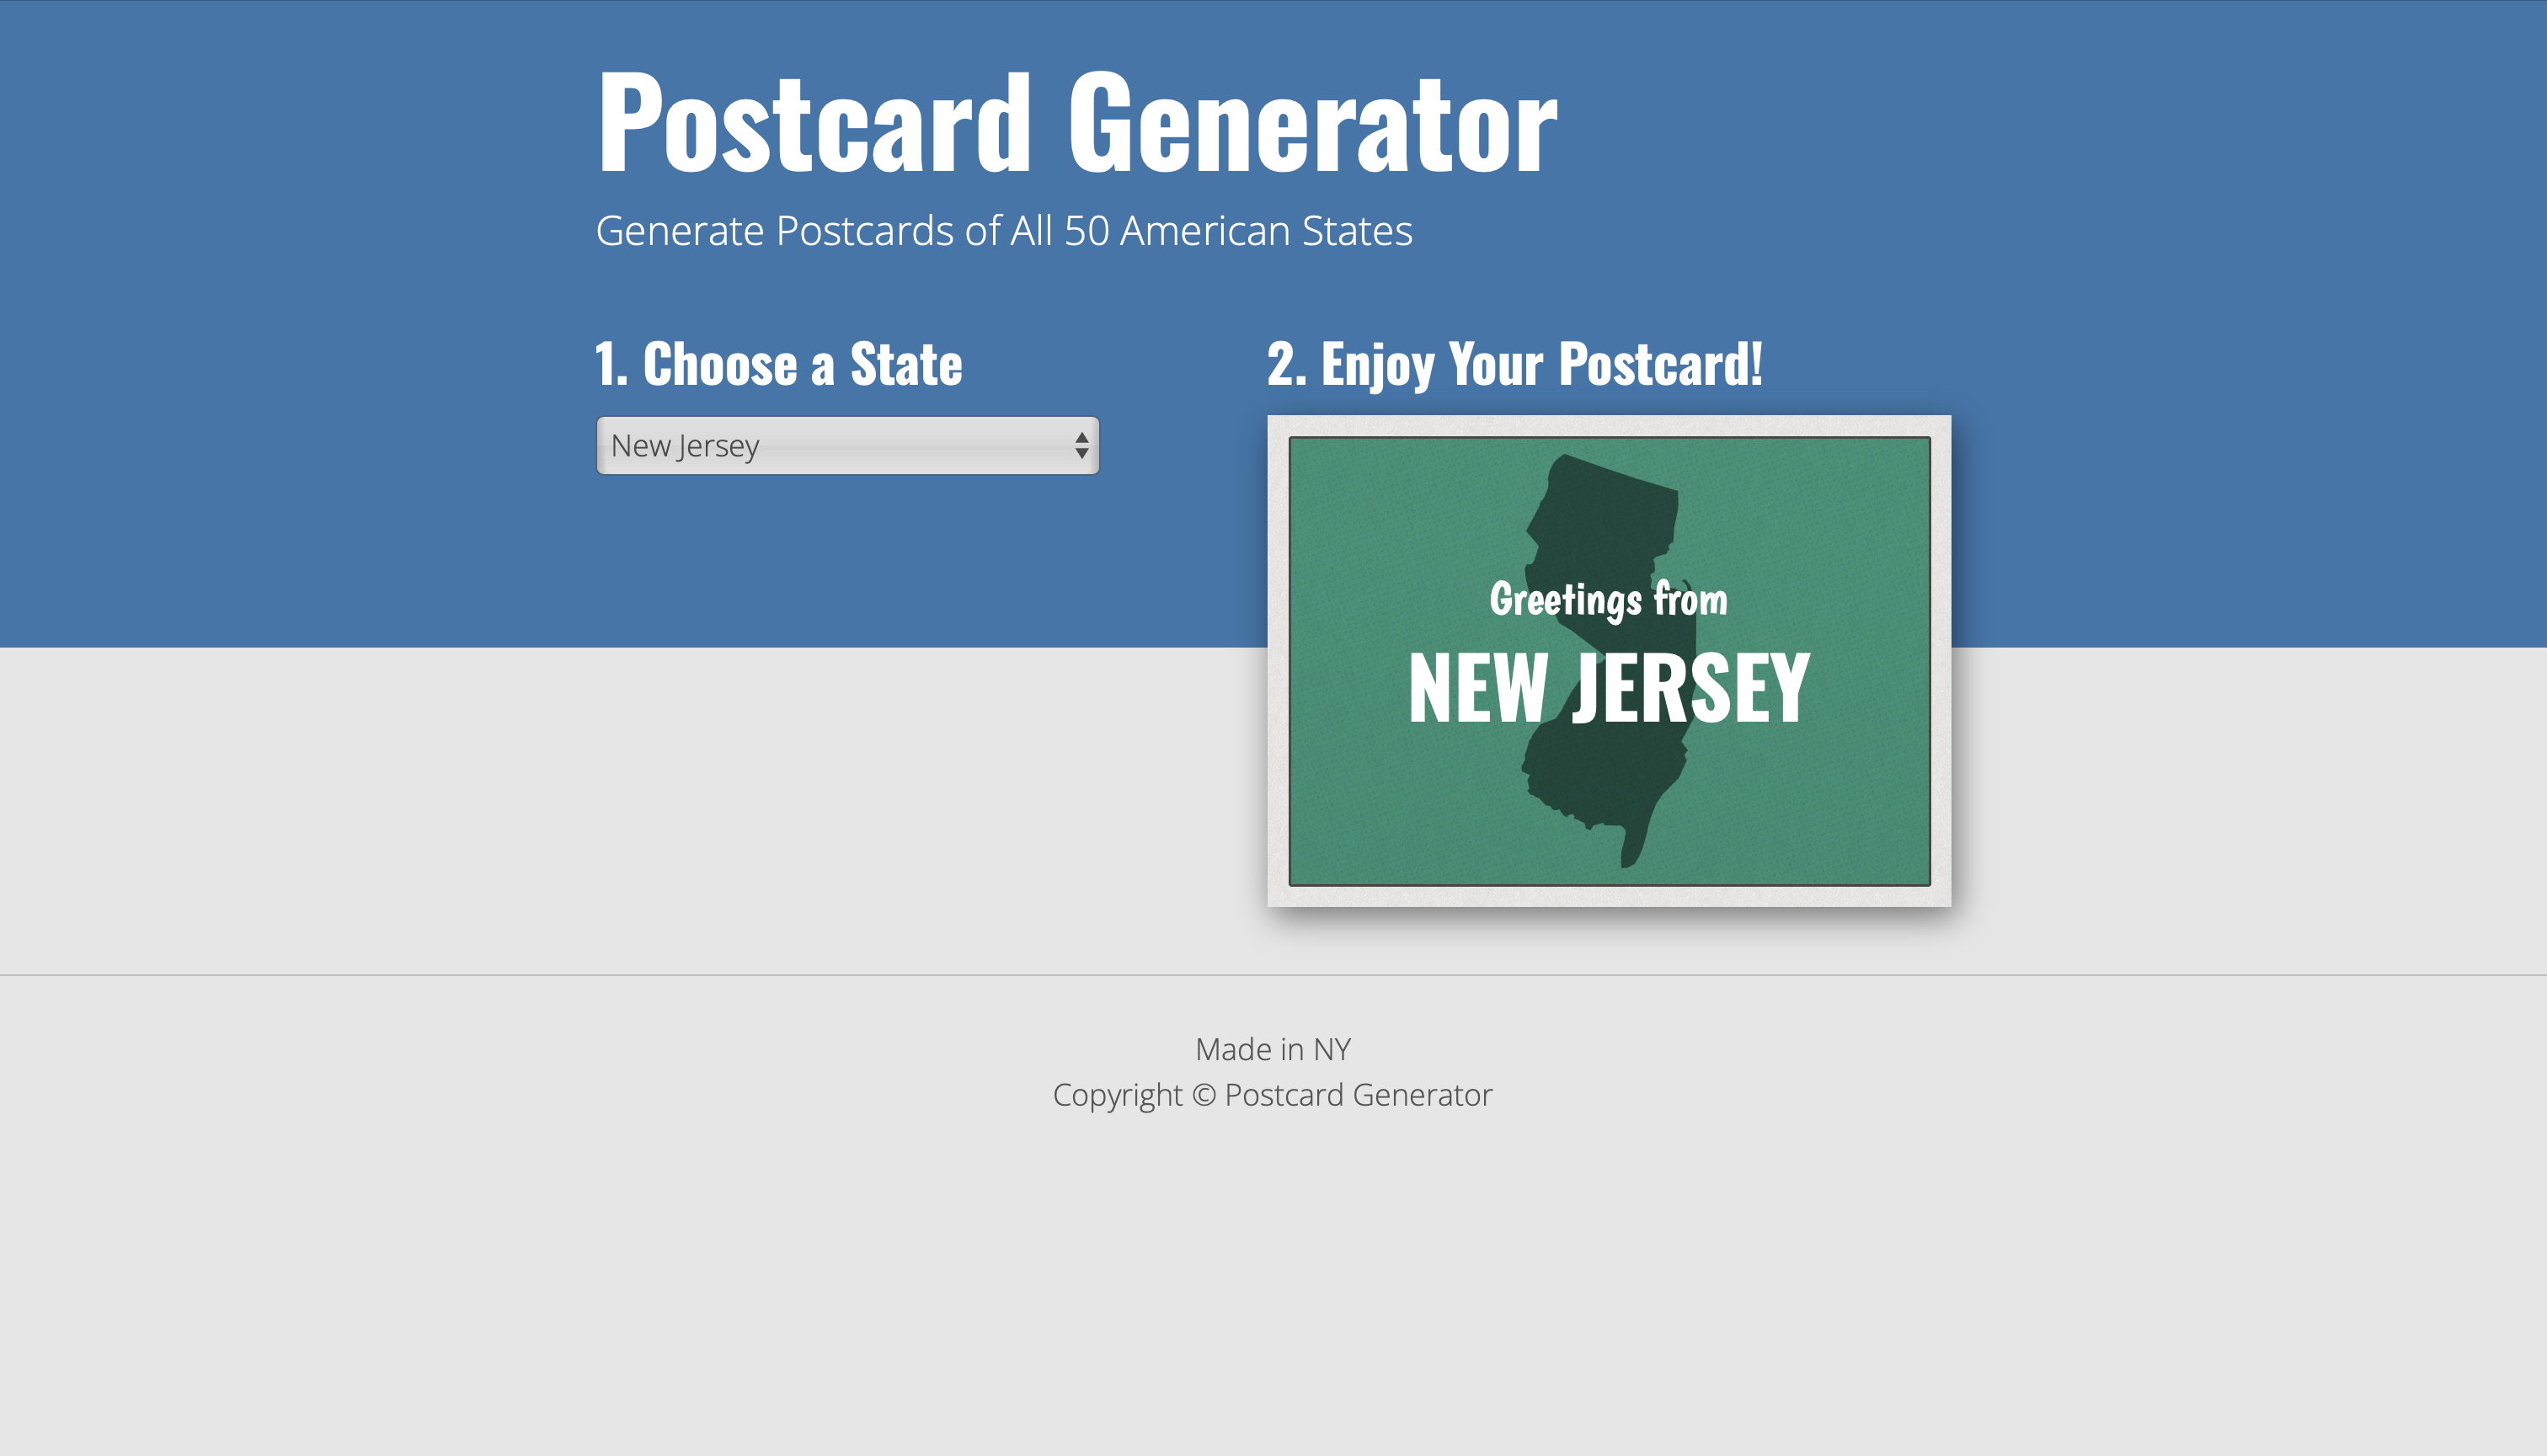 Postcard Generator
Generate Postcards of All 50 American States
1. Choose a State
New Jersey
2. Enjoy Your Postcard!
Greetings from
NEW JERSEY
Made in NY
Copyright © Postcard Generator